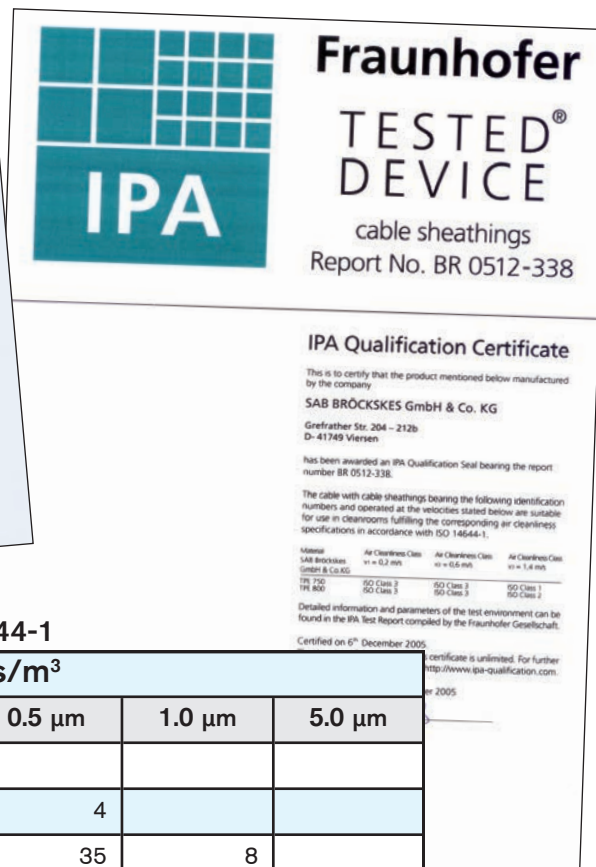 IPA
Fraunhofer
TESTED®
DEVICE
cable sheathings
Report No. BR 0512-338
IPA Qualification Certificate
This is to certify that the product mentioned below manufactured
by the company
SAB BRÖCKSKES GmbH & Co. KG
Grefrather Str. 204 – 212b
D- 41749 Viersen
has been awarded an IPA Qualification Seal bearing the report
number BR 0512-338.
The cable with cable sheathings bearing the following identification
numbers and operated at the velocities stated below are suitable
for use in cleanrooms fulfilling the corresponding air cleanliness
specifications in accordance with ISO 14644-1.
Material Air Cleanliness Class Air Cleanliness Class Air Cleanliness Class
SAB Bröckskes v1 = 0,2 m/s v2 = 0,6 m/s v3 = 1,4 m/s
GmbH & Co.KG
TPE 750 ISO Class 3 ISO Class 3 ISO Class 1
TPE 800 ISO Class 3 ISO Class 3 ISO Class 2
Detailed information and parameters of the test environment can be
found in the IPA Test Report compiled by the Fraunhofer Gesellschaft.
Certified on 6th December 2005
certificate is unlimited. For further
http://www.ipa-qualification.com
2005
44-1
s/m³
0.5 µm 1.0 µm 5.0 µm
4
35 8